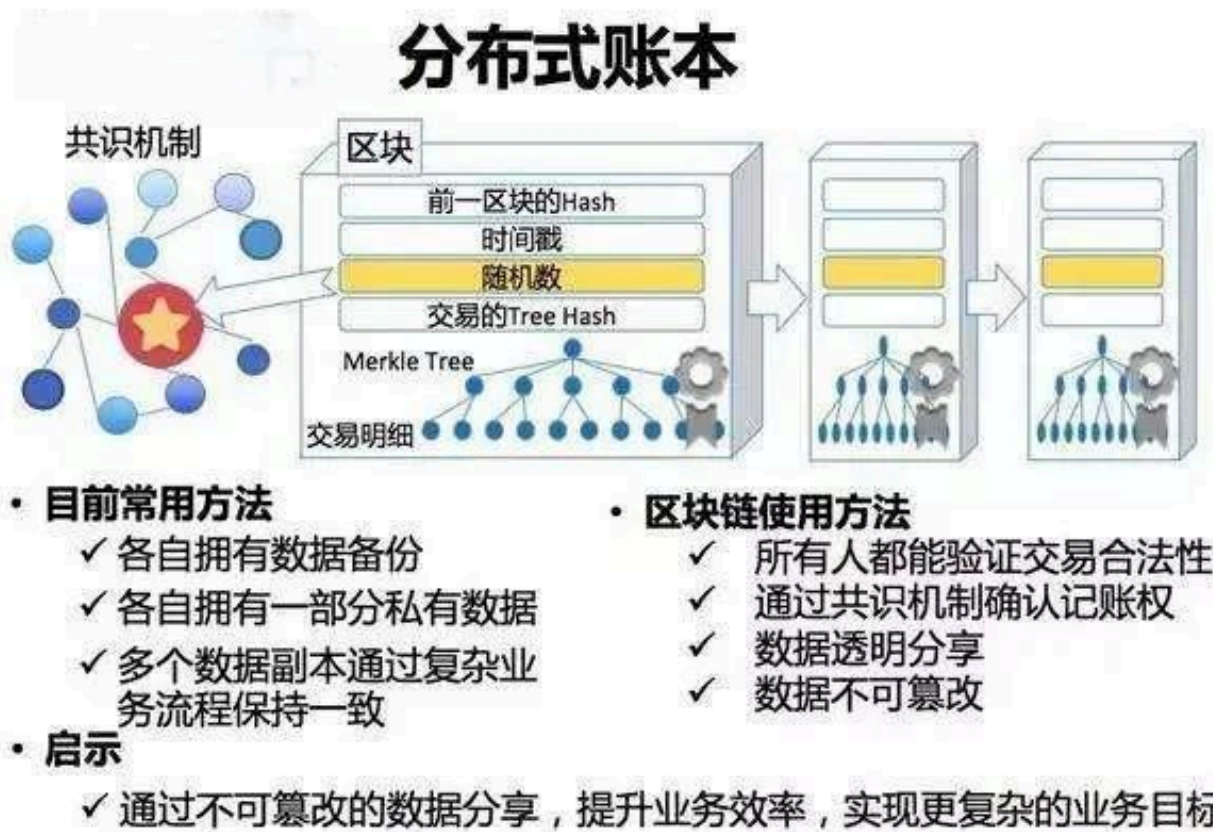 分布式账本
共识机制
区块
前一区块的Hash
时间戳
随机数
交易的Tree Hash
Merkle Tree
交易明细
• 目前常用方法
✓ 各自拥有数据备份
✓ 各自拥有一部分私有数据
✓ 多个数据副本通过复杂业
务流程保持一致
• 区块链使用方法
✓ 所有人都能验证交易合法性
✓ 通过共识机制确认记账权
✓ 数据透明分享
✓ 数据不可篡改
• 启示
✓ 通过不可篡改的数据分享，提升业务效率，实现更复杂的业务目标